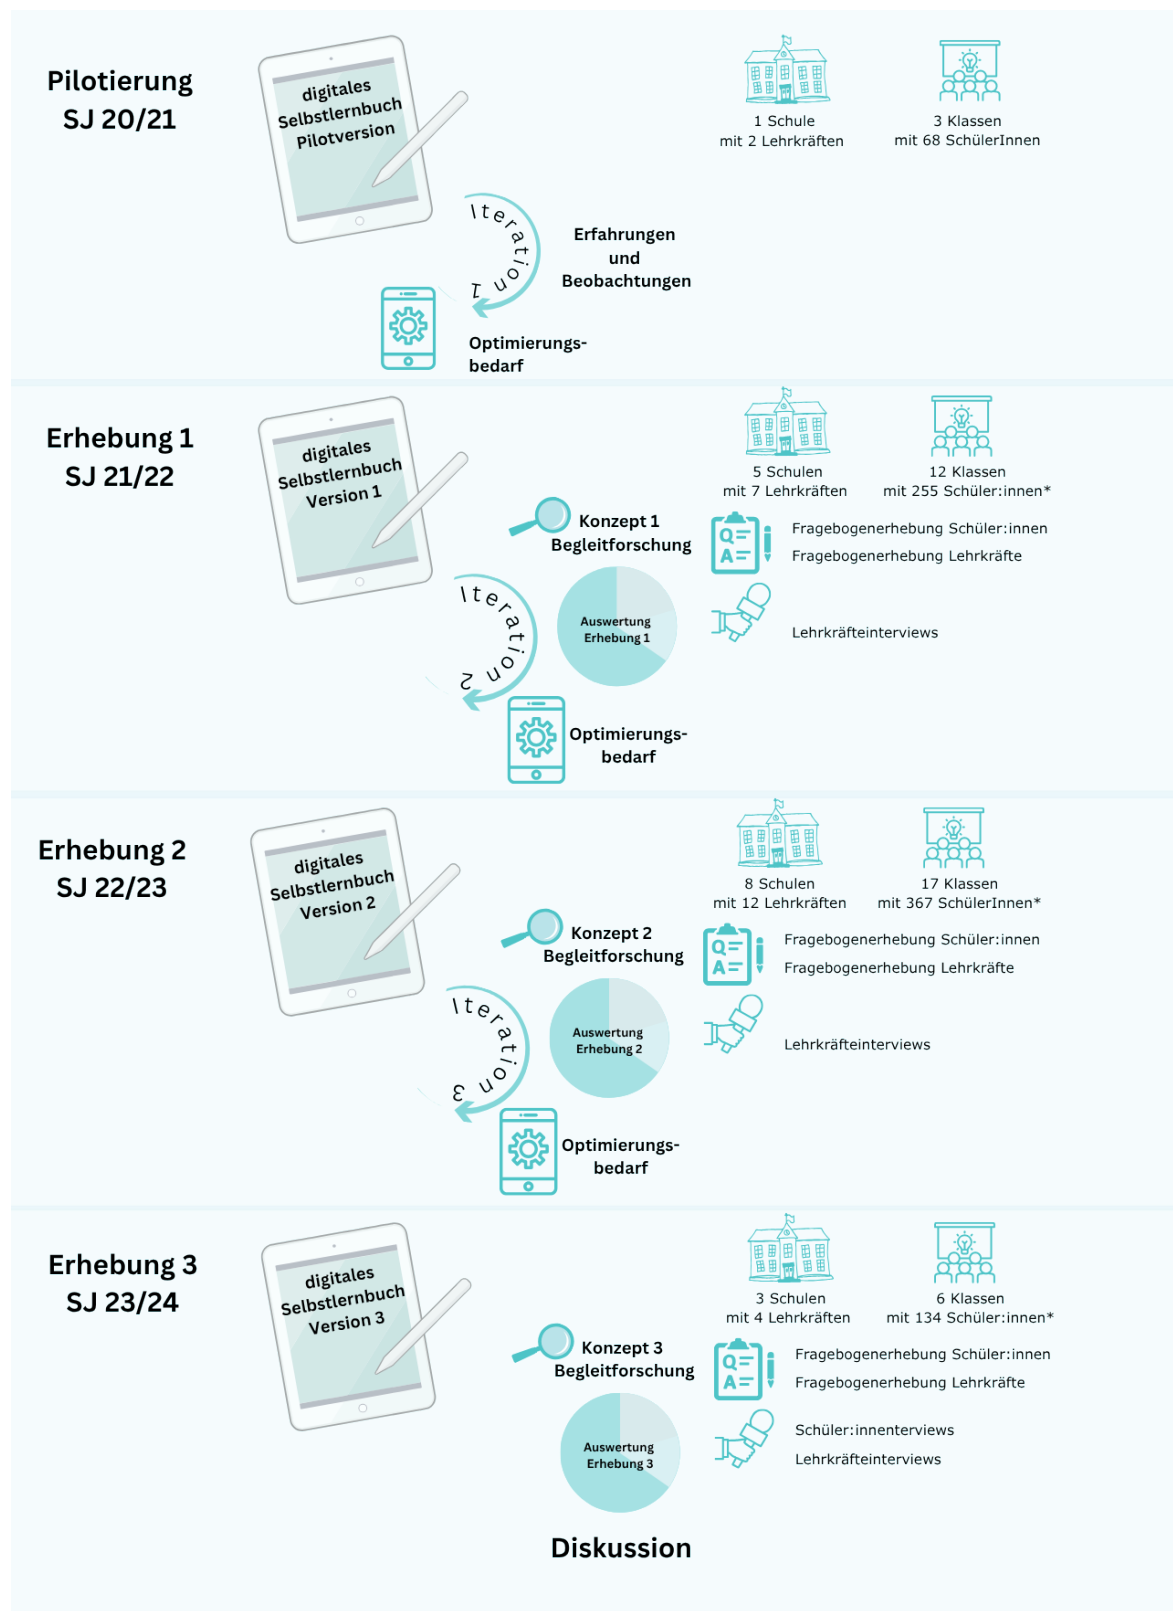 Pilotierung
SJ 20/21
digitales
Selbstlernbuch
Pilotversion
1 Schule
mit 2 Lehrkräften
3 Klassen
mit 68 SchülerInnen
Iteration 1
Erfahrungen
und
Beobachtungen
Optimierungs-
bedarf
Erhebung 1
SJ 21/22
digitales
Selbstlernbuch
Version 1
5 Schulen
mit 7 Lehrkräften
12 Klassen
mit 255 Schüler:innen*
Konzept 1
Begleitforschung
Q=
A=
Fragebogenerhebung Schüler:innen
Fragebogenerhebung Lehrkräfte
Iteration 2
Auswertung
Erhebung 1
Lehrkräfteinterviews
Optimierungs-
bedarf
Erhebung 2
SJ 22/23
digitales
Selbstlernbuch
Version 2
8 Schulen
mit 12 Lehrkräften
17 Klassen
mit 367 SchülerInnen*
Konzept 2
Begleitforschung
Q=
A=
Fragebogenerhebung Schüler:innen
Fragebogenerhebung Lehrkräfte
Iteration 3
Auswertung
Erhebung 2
Lehrkräfteinterviews
Optimierungs-
bedarf
Erhebung 3
SJ 23/24
digitales
Selbstlernbuch
Version 3
3 Schulen
mit 4 Lehrkräften
6 Klassen
mit 134 Schüler:innen*
Konzept 3
Begleitforschung
Q=
A=
Fragebogenerhebung Schüler:innen
Fragebogenerhebung Lehrkräfte
Auswertung
Erhebung 3
Schüler:innenterviews
Lehrkräfteinterviews
Diskussion